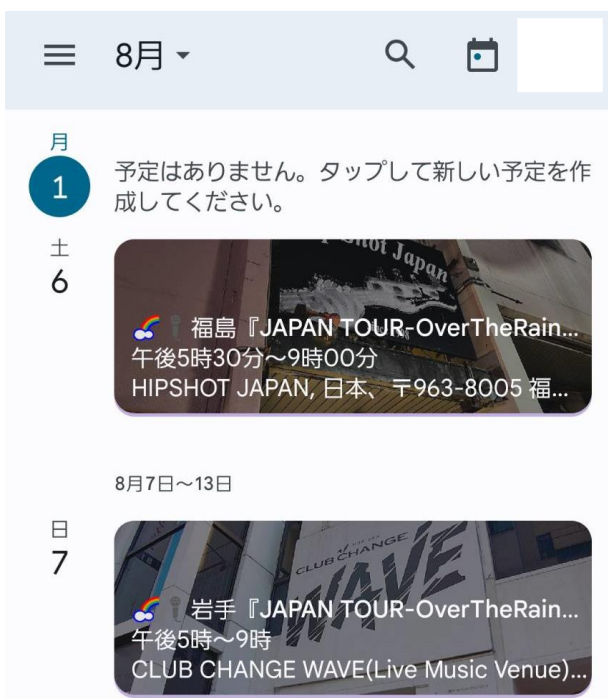 8月
月
1
予定はありません。タップして新しい予定を作
成してください。
土
6
Shot Japan
福島『JAPAN TOUR-OverTheRain...
午後5時30分～9時00分
HIPSHOT JAPAN, 日本、〒963-8005 福...
8月7日～13日
日
7
CLUB CHANGE
WAVE
岩手『JAPAN TOUR-OverTheRain...
午後5時～9時
CLUB CHANGE WAVE(Live Music Venue)...